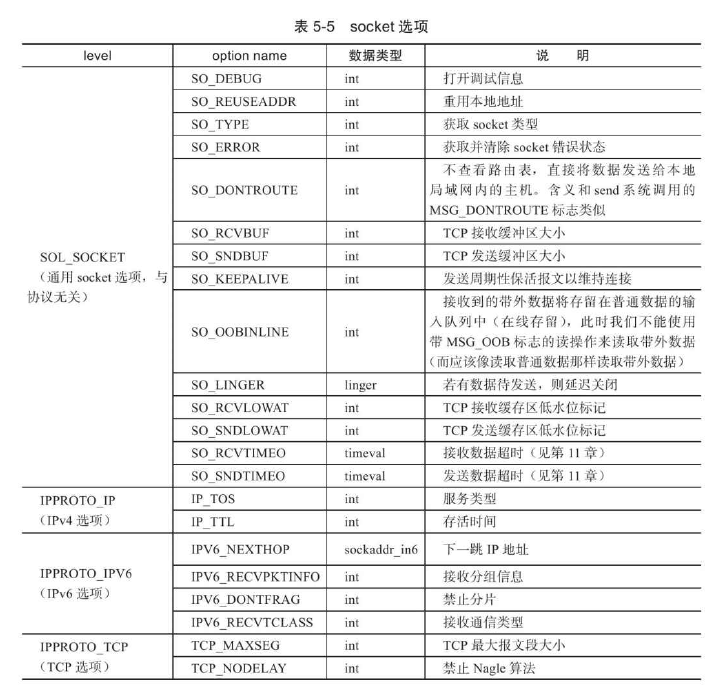 表 5-5 socket 选项
level option name 数据类型 说 明
SOL_SOCKET
（通用 socket 选项，与
协议无关）
SO_DEBUG int 打开调试信息
SO_REUSEADDR int 重用本地地址
SO_TYPE int 获取 socket 类型
SO_ERROR int 获取并清除 socket 错误状态
SO_DONTROUTE int 不查看路由表，直接将数据发送给本地
局域网内的主机。含义和 send 系统调用的
MSG_DONTROUTE 标志类似
SO_RCVBUF int TCP 接收缓冲区大小
SO_SNDBUF int TCP 发送缓冲区大小
SO_KEEPALIVE int 发送周期性保活报文以维持连接
SO_OOBINLINE int 接收到的带外数据将存留在普通数据的输
入队列中（在线存留），此时我们不能使用
带 MSG_OOB 标志的读操作来读取带外数据
（而应该像读取普通数据那样读取带外数据）
SO_LINGER linger 若有数据待发送，则延迟关闭
SO_RCVLOWAT int TCP 接收缓存区低水位标记
SO_SNDLOWAT int TCP 发送缓存区低水位标记
SO_RCVTIMEO timeval 接收数据超时（见第 11 章）
SO_SNDTIMEO timeval 发送数据超时（见第 11 章）
IPPROTO_IP
（IPv4 选项）
IP_TOS int 服务类型
IP_TTL int 存活时间
IPPROTO_IPV6
（IPv6 选项）
IPV6_NEXTHOP sockaddr_in6 下一跳 IP 地址
IPV6_RECVPKTINFO int 接收分组信息
IPV6_DONTFRAG int 禁止分片
IPV6_RECVTCLASS int 接收通信类型
IPPROTO_TCP
（TCP 选项）
TCP_MAXSEG int TCP 最大报文段大小
TCP_NODELAY int 禁止 Nagle 算法